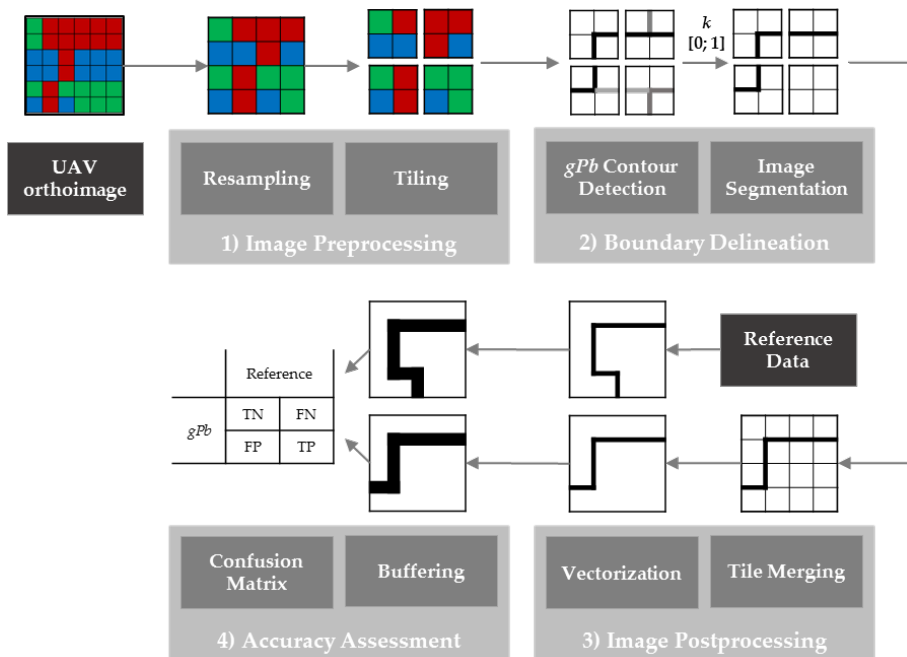 k
[0; 1]
UAV
orthoimage
Resampling
Tiling
1) Image Preprocessing
gPb Contour
Detection
Image
Segmentation
2) Boundary Delineation
Reference
Data
Reference
gPb
TN
FN
FP
TP
Confusion
Matrix
Buffering
4) Accuracy Assessment
Vectorization
Tile Merging
3) Image Postprocessing